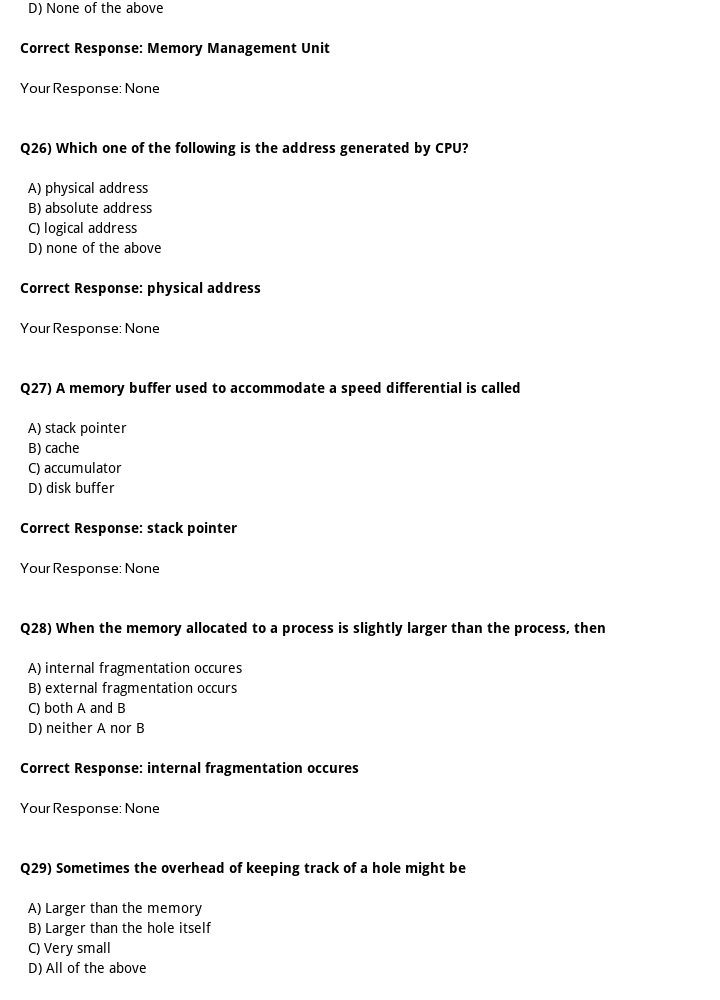 D) None of the above
Correct Response: Memory Management Unit
Your Response: None
Q26) Which one of the following is the address generated by CPU?
A) physical address
B) absolute address
C) logical address
D) none of the above
Correct Response: physical address
Your Response: None
Q27) A memory buffer used to accommodate a speed differential is called
A) stack pointer
B) cache
C) accumulator
D) disk buffer
Correct Response: stack pointer
Your Response: None
Q28) When the memory allocated to a process is slightly larger than the process, then
A) internal fragmentation occures
B) external fragmentation occurs
C) both A and B
D) neither A nor B
Correct Response: internal fragmentation occures
Your Response: None
Q29) Sometimes the overhead of keeping track of a hole might be
A) Larger than the memory
B) Larger than the hole itself
C) Very small
D) All of the above